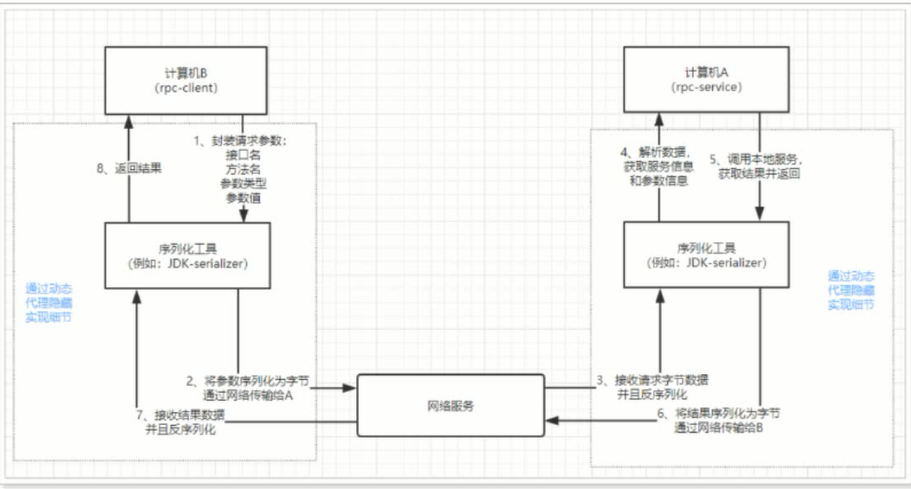 计算机B
（rpc-client）
计算机A
（rpc-service）
1、封装请求参数：
接口名
方法名
参数类型
参数值
8、返回结果
4、解析数据，
获取服务信息
和参数信息
5、调用本地服务，
获取结果并返回
序列化工具
（例如：JDK-serializer）
序列化工具
（例如：JDK-serializer）
通过动态
代理隐藏
实现细节
通过动态
代理隐藏
实现细节
2、将参数序列化为字节
通过网络传输给A
7、接收结果数据
并且反序列化
网络服务
3、接收请求字节数据
并且反序列化
6、将结果序列化为字节
通过网络传输给B